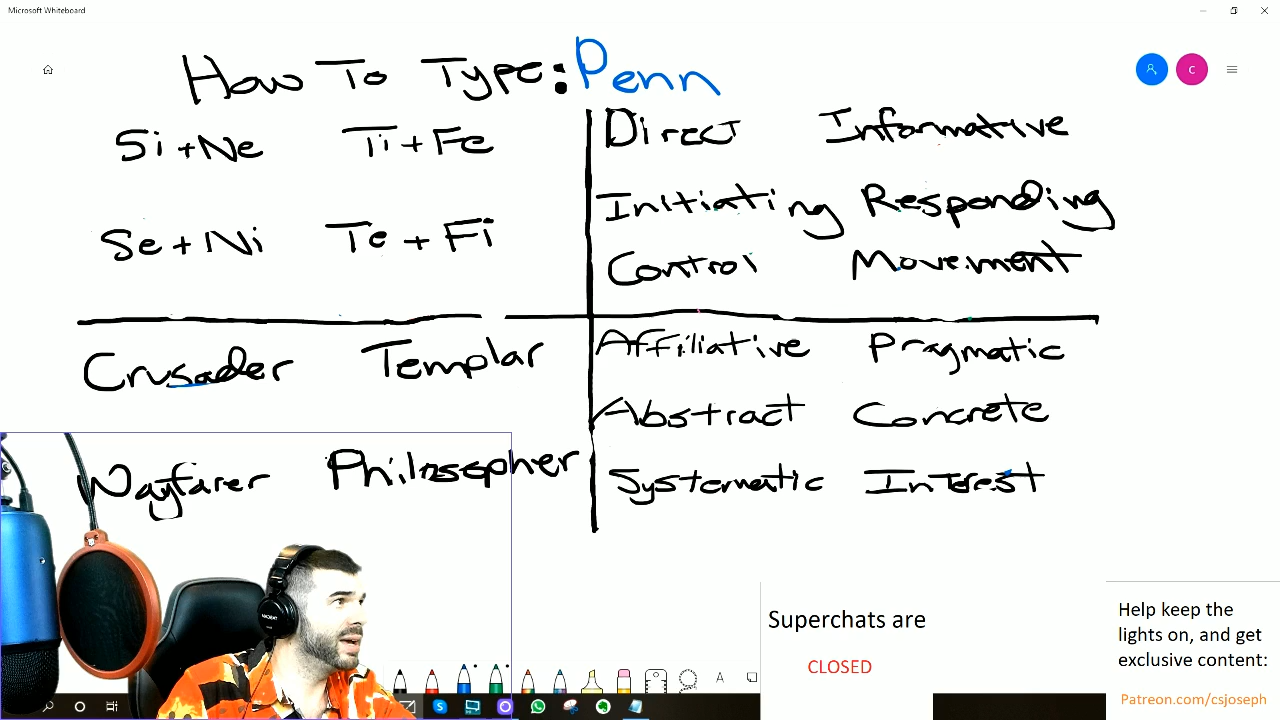 Microsoft Whiteboard
How To Type: Penn
Si+Ne Ti+Fe
Se+Ni Te+Fi
Direct Informative
Initiating Responding
Control Movement
Crusader Templar
Wayfarer Philosopher
Affiliative Pragmatic
Abstract Concrete
Systematic Interest
C
A
Superchats are
CLOSED
Help keep the
lights on, and get
exclusive content:
Patreon.com/csjoseph